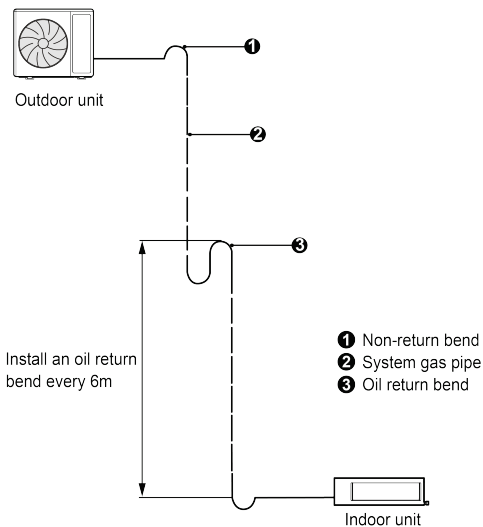 1
Outdoor unit
2
3
Install an oil return
bend every 6m
1 Non-return bend
2 System gas pipe
3 Oil return bend
Indoor unit